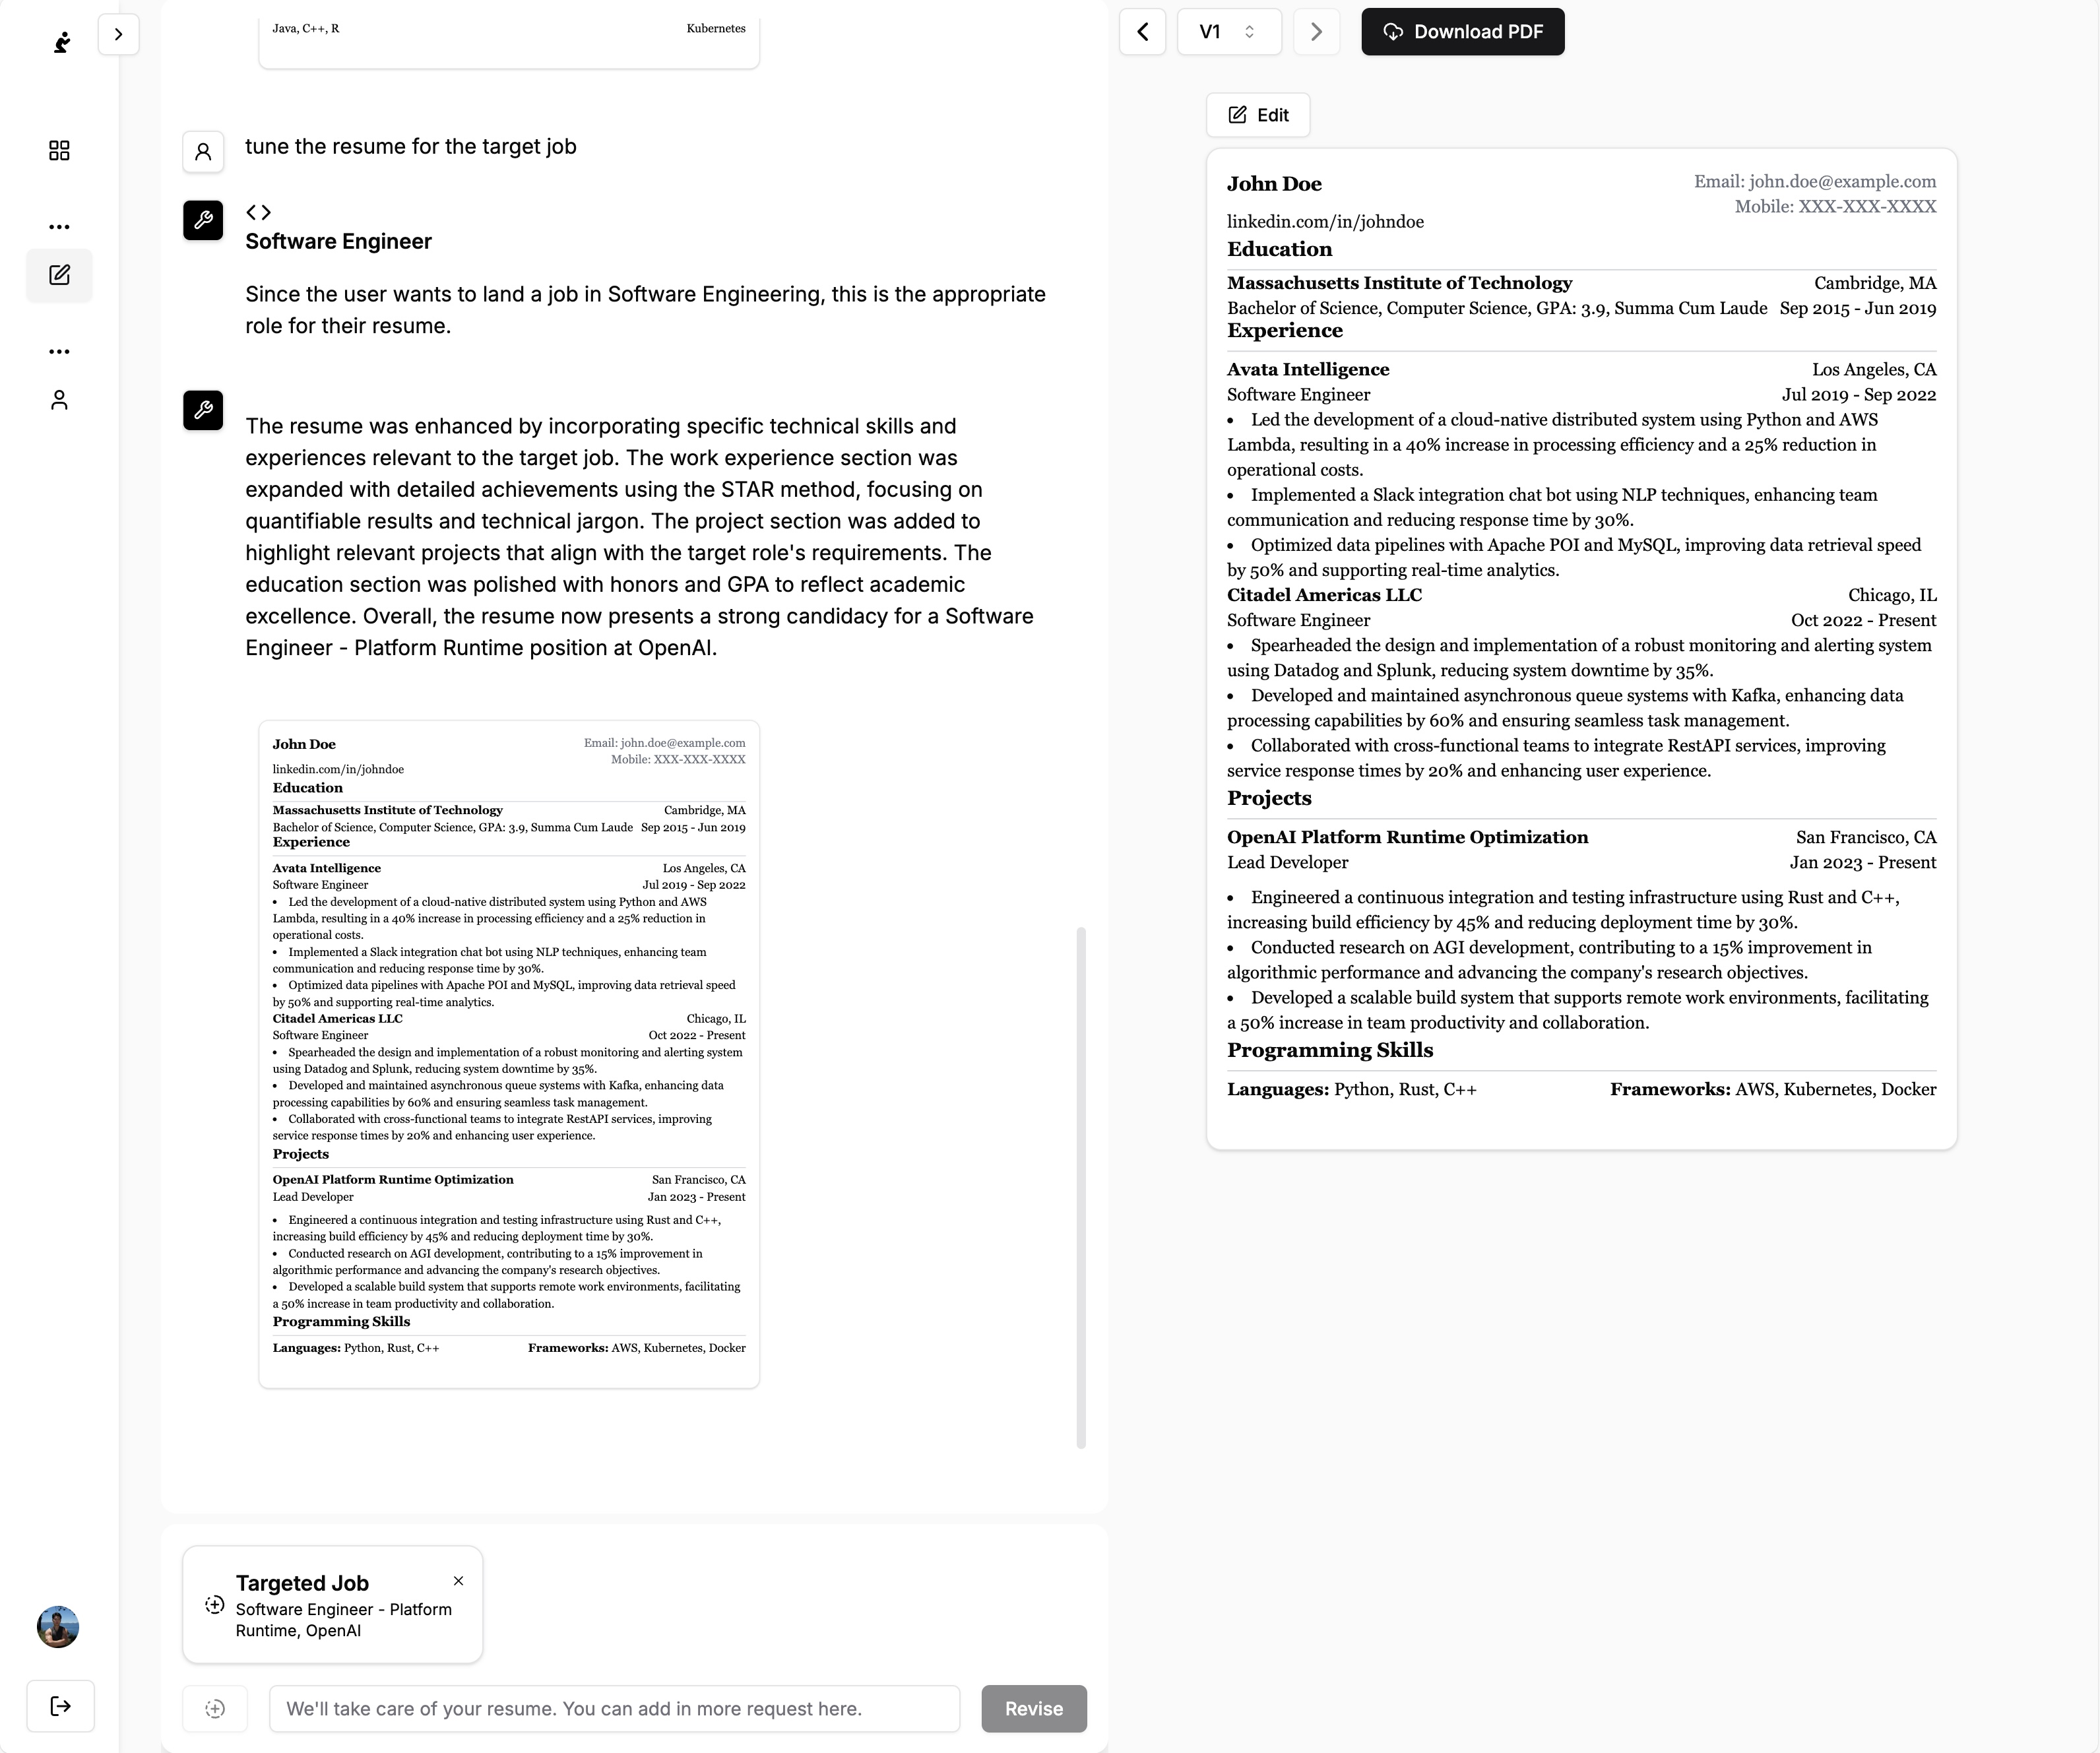 Java, C++, R Kubernetes
tune the resume for the target job
Software Engineer
Since the user wants to land a job in Software Engineering, this is the appropriate
role for their resume.
The resume was enhanced by incorporating specific technical skills and
experiences relevant to the target job. The work experience section was
expanded with detailed achievements using the STAR method, focusing on
quantifiable results and technical jargon. The project section was added to
highlight relevant projects that align with the target role's requirements. The
education section was polished with honors and GPA to reflect academic
excellence. Overall, the resume now presents a strong candidacy for a Software
Engineer - Platform Runtime position at OpenAI.
John Doe Email: john.doe@example.com
Mobile: XXX-XXX-XXXX
linkedin.com/in/johndoe
Education
Massachusetts Institute of Technology Cambridge, MA
Bachelor of Science, Computer Science, GPA: 3.9, Summa Cum Laude Sep 2015 - Jun 2019
Experience
Avata Intelligence Los Angeles, CA
Software Engineer Jul 2019 - Sep 2022
• Led the development of a cloud-native distributed system using Python and AWS
Lambda, resulting in a 40% increase in processing efficiency and a 25% reduction in
operational costs.
• Implemented a Slack integration chat bot using NLP techniques, enhancing team
communication and reducing response time by 30%.
• Optimized data pipelines with Apache POI and MySQL, improving data retrieval speed
by 50% and supporting real-time analytics.
Citadel Americas LLC Chicago, IL
Software Engineer Oct 2022 - Present
• Spearheaded the design and implementation of a robust monitoring and alerting system
using Datadog and Splunk, reducing system downtime by 35%.
• Developed and maintained asynchronous queue systems with Kafka, enhancing data
processing capabilities by 60% and ensuring seamless task management.
• Collaborated with cross-functional teams to integrate RestAPI services, improving
service response times by 20% and enhancing user experience.
Projects
OpenAI Platform Runtime Optimization San Francisco, CA
Lead Developer Jan 2023 - Present
• Engineered a continuous integration and testing infrastructure using Rust and C++,
increasing build efficiency by 45% and reducing deployment time by 30%.
• Conducted research on AGI development, contributing to a 15% improvement in
algorithmic performance and advancing the company's research objectives.
• Developed a scalable build system that supports remote work environments, facilitating
a 50% increase in team productivity and collaboration.
Programming Skills
Languages: Python, Rust, C++ Frameworks: AWS, Kubernetes, Docker
Targeted Job
Software Engineer - Platform
Runtime, OpenAI
We'll take care of your resume. You can add in more request here.
Revise
V1
Download PDF
Edit
John Doe Email: john.doe@example.com
Mobile: XXX-XXX-XXXX
linkedin.com/in/johndoe
Education
Massachusetts Institute of Technology Cambridge, MA
Bachelor of Science, Computer Science, GPA: 3.9, Summa Cum Laude Sep 2015 - Jun 2019
Experience
Avata Intelligence Los Angeles, CA
Software Engineer Jul 2019 - Sep 2022
• Led the development of a cloud-native distributed system using Python and AWS
Lambda, resulting in a 40% increase in processing efficiency and a 25% reduction in
operational costs.
• Implemented a Slack integration chat bot using NLP techniques, enhancing team
communication and reducing response time by 30%.
• Optimized data pipelines with Apache POI and MySQL, improving data retrieval speed
by 50% and supporting real-time analytics.
Citadel Americas LLC Chicago, IL
Software Engineer Oct 2022 - Present
• Spearheaded the design and implementation of a robust monitoring and alerting system
using Datadog and Splunk, reducing system downtime by 35%.
• Developed and maintained asynchronous queue systems with Kafka, enhancing data
processing capabilities by 60% and ensuring seamless task management.
• Collaborated with cross-functional teams to integrate RestAPI services, improving
service response times by 20% and enhancing user experience.
Projects
OpenAI Platform Runtime Optimization San Francisco, CA
Lead Developer Jan 2023 - Present
• Engineered a continuous integration and testing infrastructure using Rust and C++,
increasing build efficiency by 45% and reducing deployment time by 30%.
• Conducted research on AGI development, contributing to a 15% improvement in
algorithmic performance and advancing the company's research objectives.
• Developed a scalable build system that supports remote work environments, facilitating
a 50% increase in team productivity and collaboration.
Programming Skills
Languages: Python, Rust, C++ Frameworks: AWS, Kubernetes, Docker